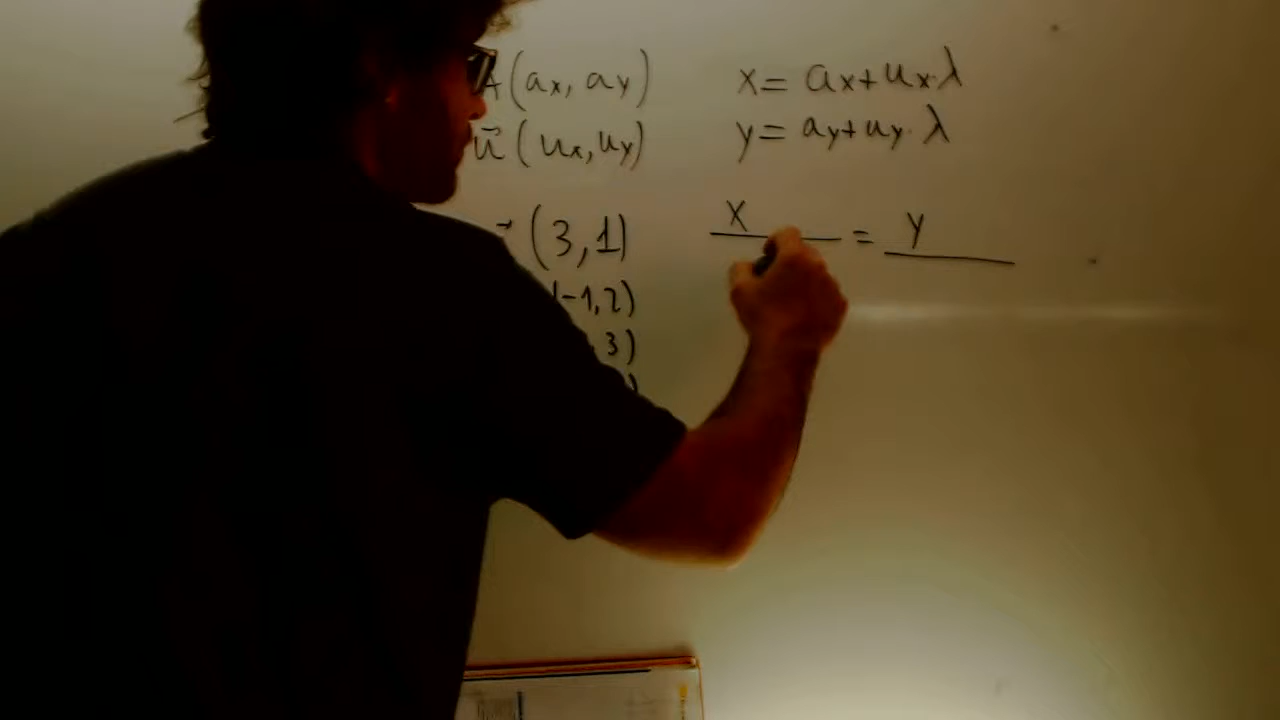 A(ax, ay) x= ax+ux·λ
u⃗(ux, uy) y= ay+uy·λ
(3,1) x = y
(-1,2)
3)
)